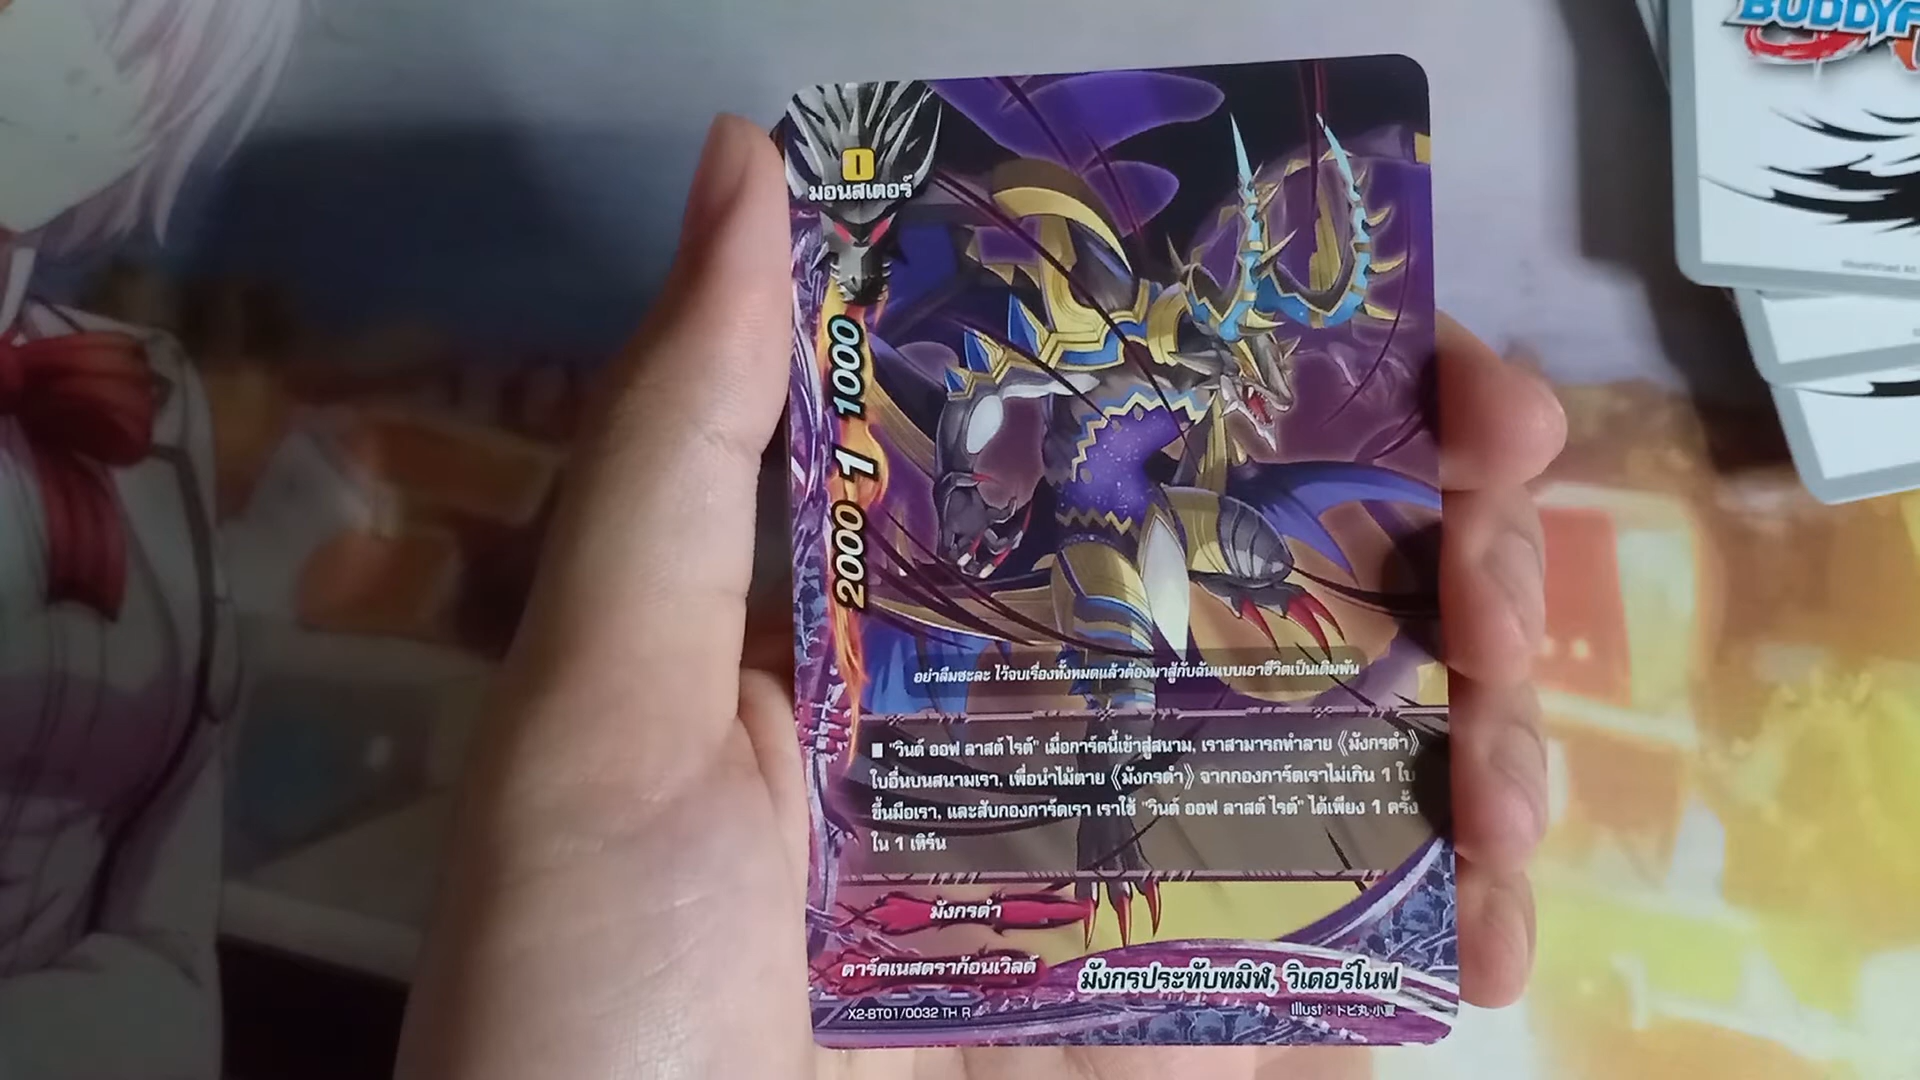 0
มอนสเตอร์
1000
1
2000
อย่าลืมซะละ ไว้จบเรื่องทั้งหมดแล้วต้องมาสู้กับฉันแบบเอาชีวิตเป็นเดิมพัน
■ "วินด์ ออฟ ลาสต์ ไรต์" เมื่อการ์ดนี้เข้าสู่สนาม, เราสามารถทำลาย 《มังกรดำ》
ใบอื่นบนสนามเรา, เพื่อนำไม้ตาย 《มังกรดำ》 จากกองการ์ดเราไม่เกิน 1 ใบ
ขึ้นมือเรา, และสับกองการ์ดเรา เราใช้ "วินด์ ออฟ ลาสต์ ไรต์" ได้เพียง 1 ครั้ง
ใน 1 เทิร์น
มังกรดำ
ดาร์คเนสดราก้อนเวิลด์
มังกรประทับทมิฬ, วิเดอร์โนฟ
X2-BT01/0032 TH R
Illust : トビ丸小夏
BUDDYF